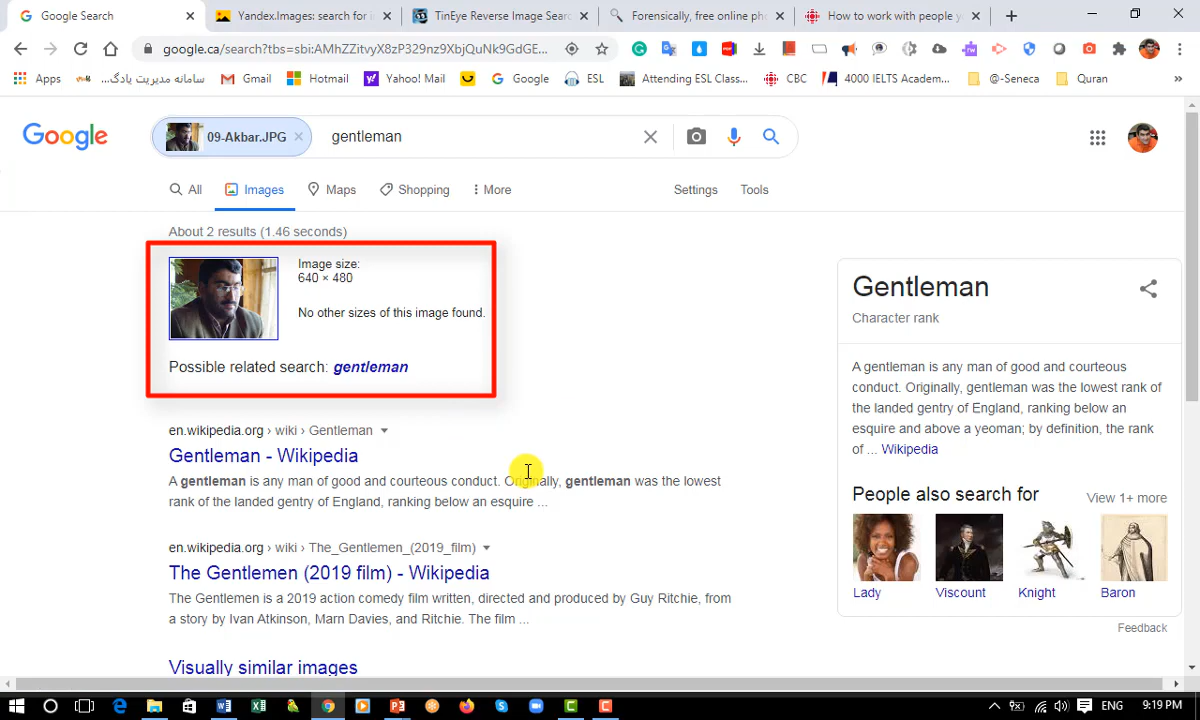 Google Search
Yandex.Images: search for i
TinEye Reverse Image Search
Forensically, free online ph
How to work with people y
google.ca/search?tbs=sbi:AMhZZitvyX8zP329nz9XbjQuNk9GdGE...
Apps
سامانه مدیریت یادگ...
Gmail
Hotmail
Yahoo! Mail
Google
ESL
Attending ESL Class...
CBC
4000 IELTS Academ...
@-Seneca
Quran
»
Google
09-Akbar.JPG
gentleman
All
Images
Maps
Shopping
More
Settings
Tools
About 2 results (1.46 seconds)
Image size:
640 × 480
No other sizes of this image found.
Possible related search: gentleman
en.wikipedia.org › wiki › Gentleman
Gentleman - Wikipedia
A gentleman is any man of good and courteous conduct. Originally, gentleman was the lowest
rank of the landed gentry of England, ranking below an esquire ...
en.wikipedia.org › wiki › The_Gentlemen_(2019_film)
The Gentlemen (2019 film) - Wikipedia
The Gentlemen is a 2019 action comedy film written, directed and produced by Guy Ritchie, from
a story by Ivan Atkinson, Marn Davies, and Ritchie. The film ...
Visually similar images
Gentleman
Character rank
A gentleman is any man of good and courteous
conduct. Originally, gentleman was the lowest rank of
the landed gentry of England, ranking below an
esquire and above a yeoman; by definition, the rank
of ... Wikipedia
People also search for
View 1+ more
Lady
Viscount
Knight
Baron
Feedback
ENG
9:19 PM